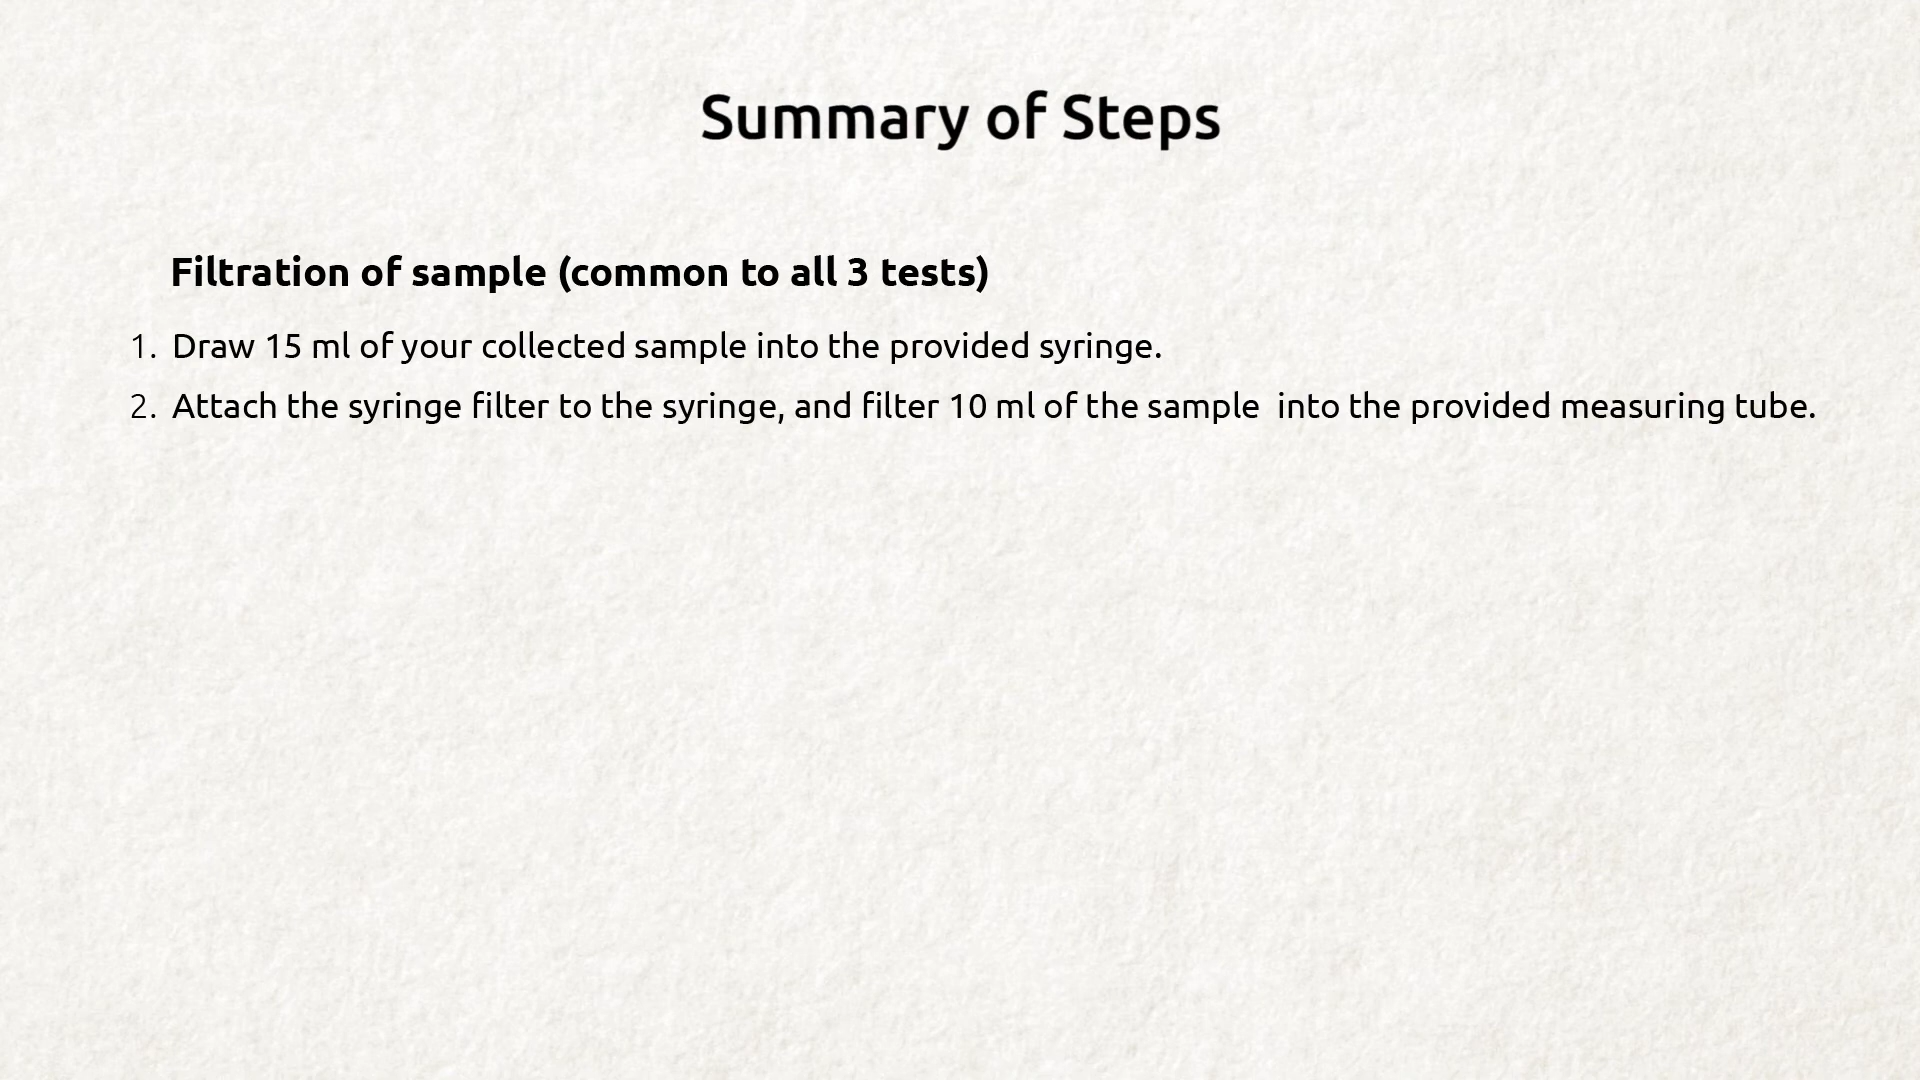 Summary of Steps
Filtration of sample (common to all 3 tests)
1. Draw 15 ml of your collected sample into the provided syringe.
2. Attach the syringe filter to the syringe, and filter 10 ml of the sample  into the provided measuring tube.